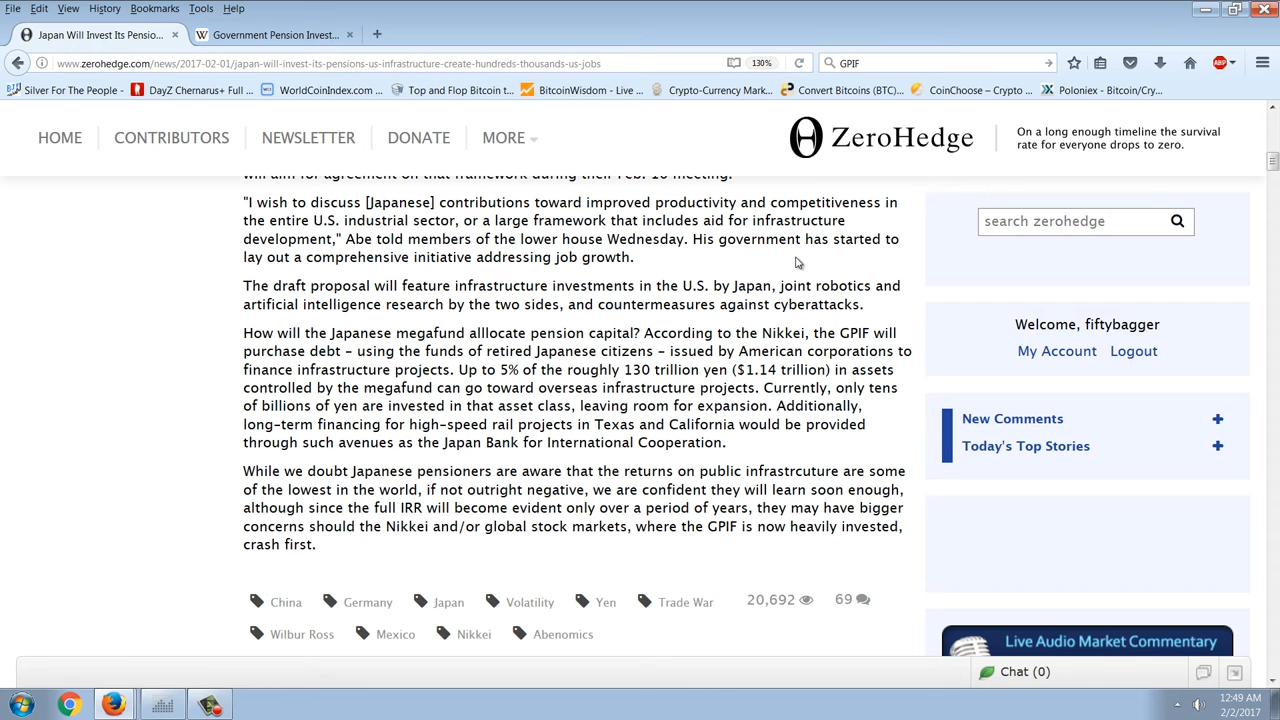 File Edit View History Bookmarks Tools Help
Japan Will Invest Its Pensio... × W Government Pension Invest... × +
www.zerohedge.com/news/2017-02-01/japan-will-invest-its-pensions-us-infrastructure-create-hundreds-thousands-us-jobs 130% GPIF
Silver For The People - DayZ Chernarus+ Full ... WorldCoinIndex.com ... Top and Flop Bitcoin t... BitcoinWisdom - Live ... Crypto-Currency Mark... Convert Bitcoins (BTC)... CoinChoose – Crypto ... Poloniex - Bitcoin/Cry... ABP
HOME CONTRIBUTORS NEWSLETTER DONATE MORE ZeroHedge On a long enough timeline the survival
rate for everyone drops to zero.
will aim for agreement on that framework during their Feb. 10 meeting.
"I wish to discuss [Japanese] contributions toward improved productivity and competitiveness in
the entire U.S. industrial sector, or a large framework that includes aid for infrastructure
development," Abe told members of the lower house Wednesday. His government has started to
lay out a comprehensive initiative addressing job growth.
The draft proposal will feature infrastructure investments in the U.S. by Japan, joint robotics and
artificial intelligence research by the two sides, and countermeasures against cyberattacks.
How will the Japanese megafund alllocate pension capital? According to the Nikkei, the GPIF will
purchase debt – using the funds of retired Japanese citizens – issued by American corporations to
finance infrastructure projects. Up to 5% of the roughly 130 trillion yen ($1.14 trillion) in assets
controlled by the megafund can go toward overseas infrastructure projects. Currently, only tens
of billions of yen are invested in that asset class, leaving room for expansion. Additionally,
long-term financing for high-speed rail projects in Texas and California would be provided
through such avenues as the Japan Bank for International Cooperation.
While we doubt Japanese pensioners are aware that the returns on public infrastrcuture are some
of the lowest in the world, if not outright negative, we are confident they will learn soon enough,
although since the full IRR will become evident only over a period of years, they may have bigger
concerns should the Nikkei and/or global stock markets, where the GPIF is now heavily invested,
crash first.
China Germany Japan Volatility Yen Trade War 20,692 69
Wilbur Ross Mexico Nikkei Abenomics
search zerohedge
Welcome, fiftybagger
My Account Logout
New Comments +
Today's Top Stories +
Live Audio Market Commentary
Chat (0)
12:49 AM
2/2/2017